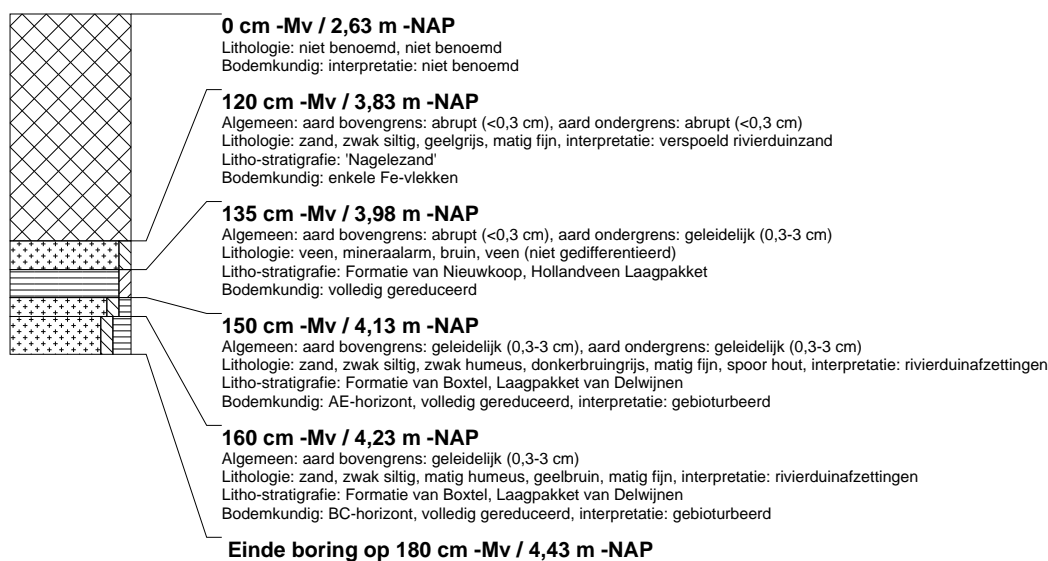 0 cm -Mv / 2,63 m -NAP
Lithologie: niet benoemd, niet benoemd
Bodemkundig: interpretatie: niet benoemd
120 cm -Mv / 3,83 m -NAP
Algemeen: aard bovengrens: abrupt (<0,3 cm), aard ondergrens: abrupt (<0,3 cm)
Lithologie: zand, zwak siltig, geelgrijs, matig fijn, interpretatie: verspoeld rivierduinzand
Litho-stratigrafie: 'Nagelezand'
Bodemkundig: enkele Fe-vlekken
135 cm -Mv / 3,98 m -NAP
Algemeen: aard bovengrens: abrupt (<0,3 cm), aard ondergrens: geleidelijk (0,3-3 cm)
Lithologie: veen, mineraalarm, bruin, veen (niet gedifferentieerd)
Litho-stratigrafie: Formatie van Nieuwkoop, Hollandveen Laagpakket
Bodemkundig: volledig gereduceerd
150 cm -Mv / 4,13 m -NAP
Algemeen: aard bovengrens: geleidelijk (0,3-3 cm), aard ondergrens: geleidelijk (0,3-3 cm)
Lithologie: zand, zwak siltig, zwak humeus, donkerbruingrijs, matig fijn, spoor hout, interpretatie: rivierduinafzettingen
Litho-stratigrafie: Formatie van Boxtel, Laagpakket van Delwijnen
Bodemkundig: AE-horizont, volledig gereduceerd, interpretatie: gebioturbeerd
160 cm -Mv / 4,23 m -NAP
Algemeen: aard bovengrens: geleidelijk (0,3-3 cm)
Lithologie: zand, zwak siltig, matig humeus, geelbruin, matig fijn, interpretatie: rivierduinafzettingen
Litho-stratigrafie: Formatie van Boxtel, Laagpakket van Delwijnen
Bodemkundig: BC-horizont, volledig gereduceerd, interpretatie: gebioturbeerd
Einde boring op 180 cm -Mv / 4,43 m -NAP